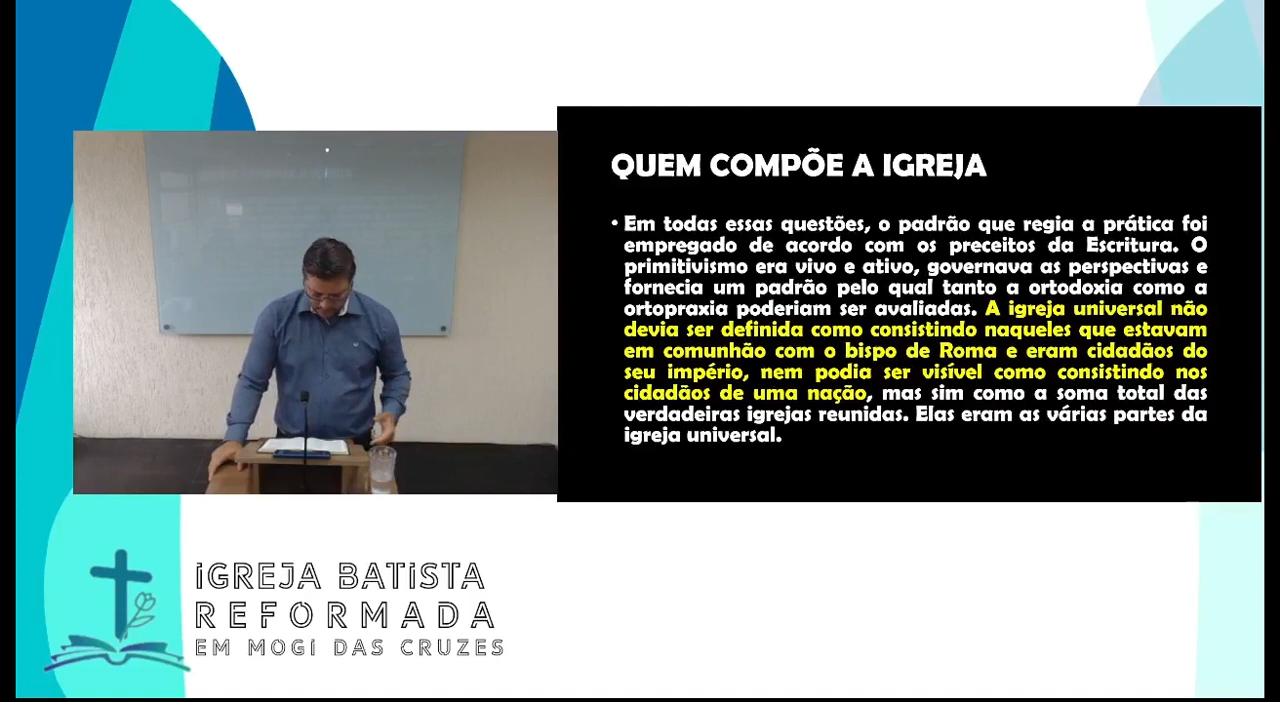 QUEM COMPÕE A IGREJA
• Em todas essas questões, o padrão que regia a prática foi
empregado de acordo com os preceitos da Escritura. O
primitivismo era vivo e ativo, governava as perspectivas e
fornecia um padrão pelo qual tanto a ortodoxia como a
ortopraxia poderiam ser avaliadas. A igreja universal não
devia ser definida como consistindo naqueles que estavam
em comunhão com o bispo de Roma e eram cidadãos do
seu império, nem podia ser visível como consistindo nos
cidadãos de uma nação, mas sim como a soma total das
verdadeiras igrejas reunidas. Elas eram as várias partes da
igreja universal.
IGREJA BATISTA
REFORMADA
EM MOGI DAS CRUZES